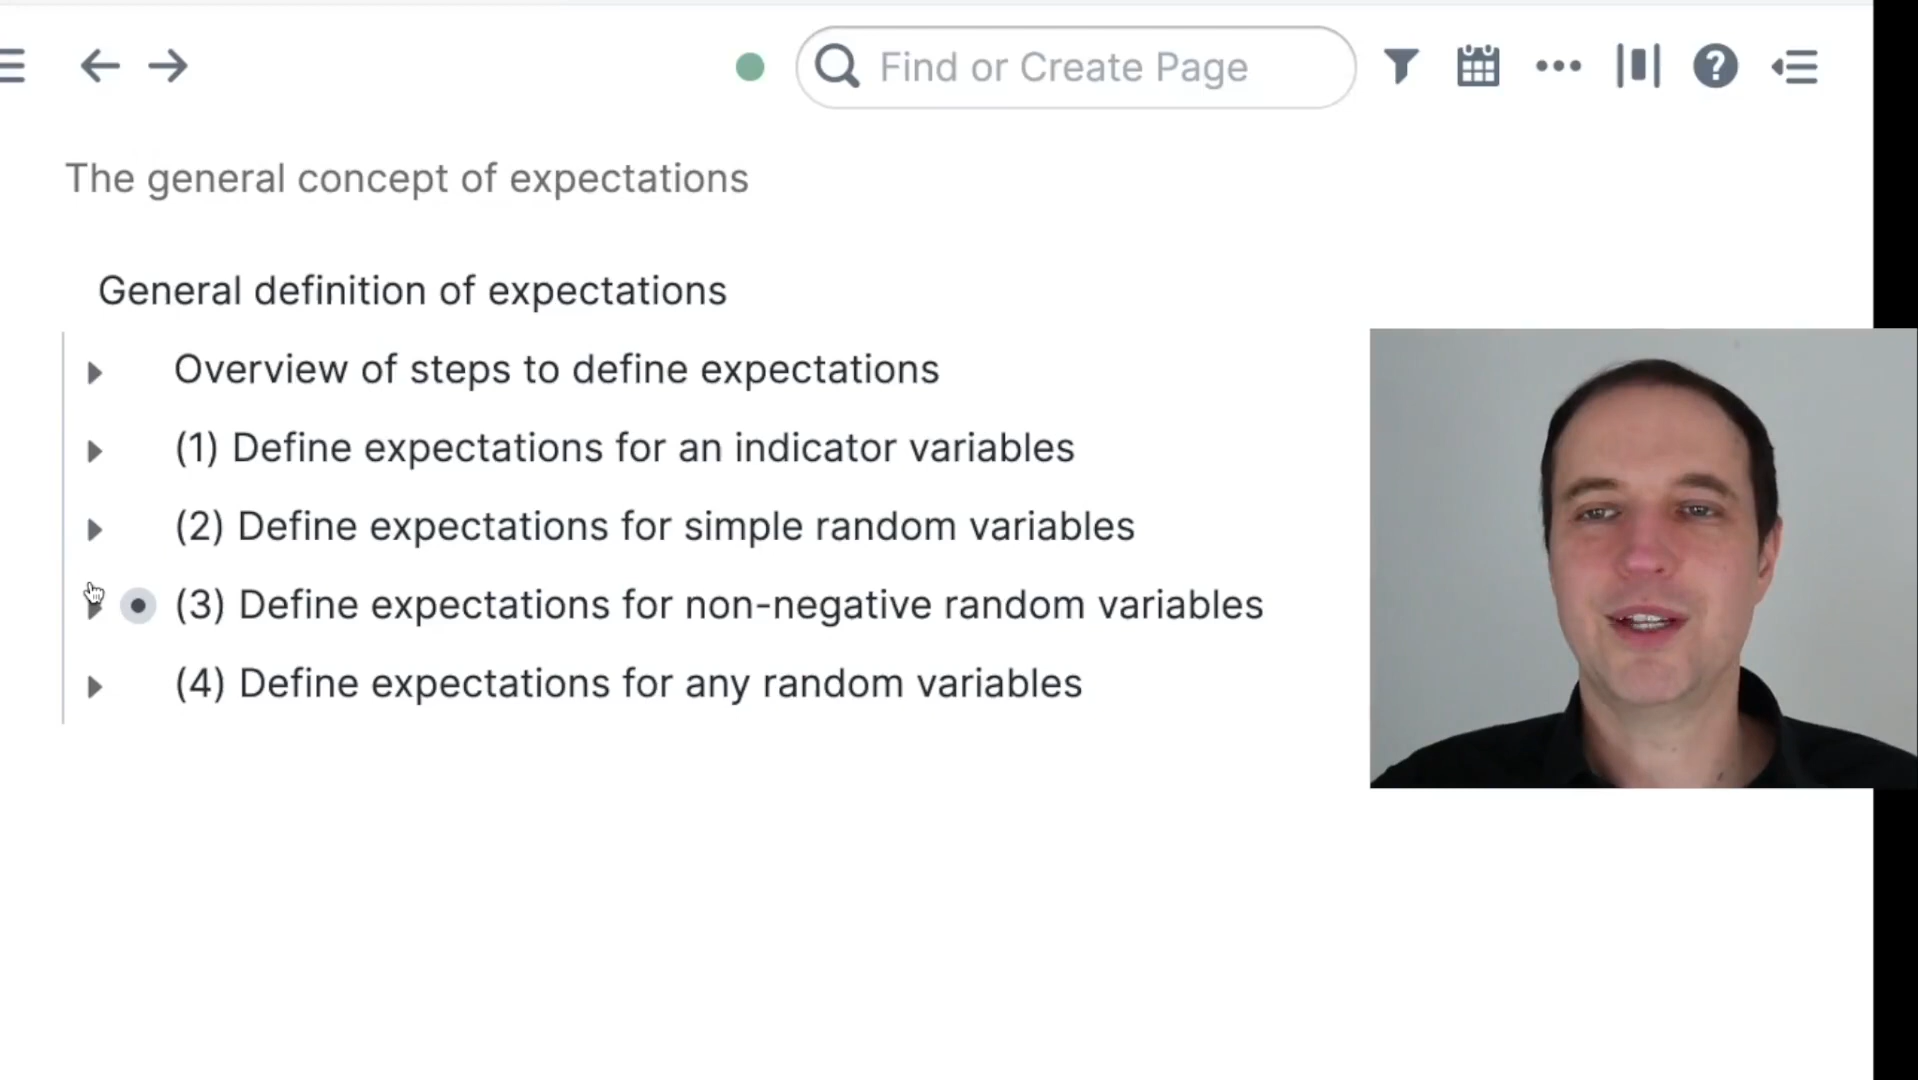 Find or Create Page
The general concept of expectations
General definition of expectations
Overview of steps to define expectations
(1) Define expectations for an indicator variables
(2) Define expectations for simple random variables
(3) Define expectations for non-negative random variables
(4) Define expectations for any random variables